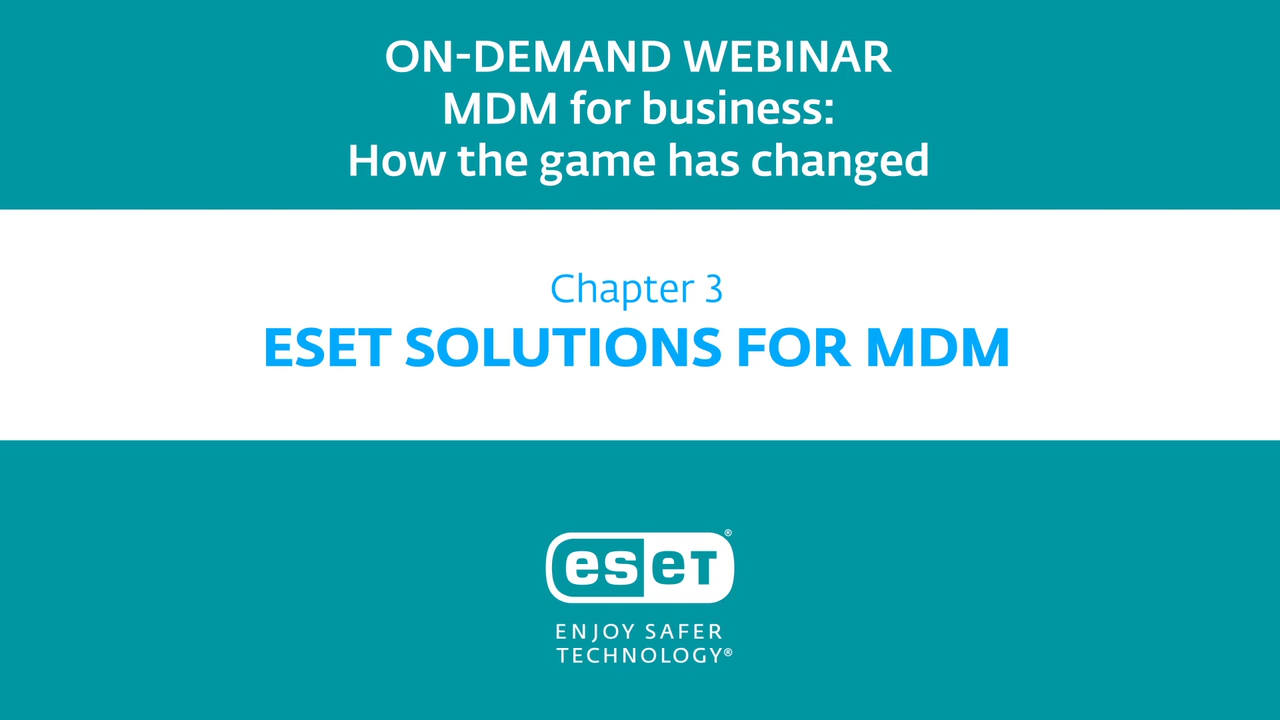 ON-DEMAND WEBINAR
MDM for business:
How the game has changed
Chapter 3
ESET SOLUTIONS FOR MDM
eseT®
ENJOY SAFER
TECHNOLOGY®